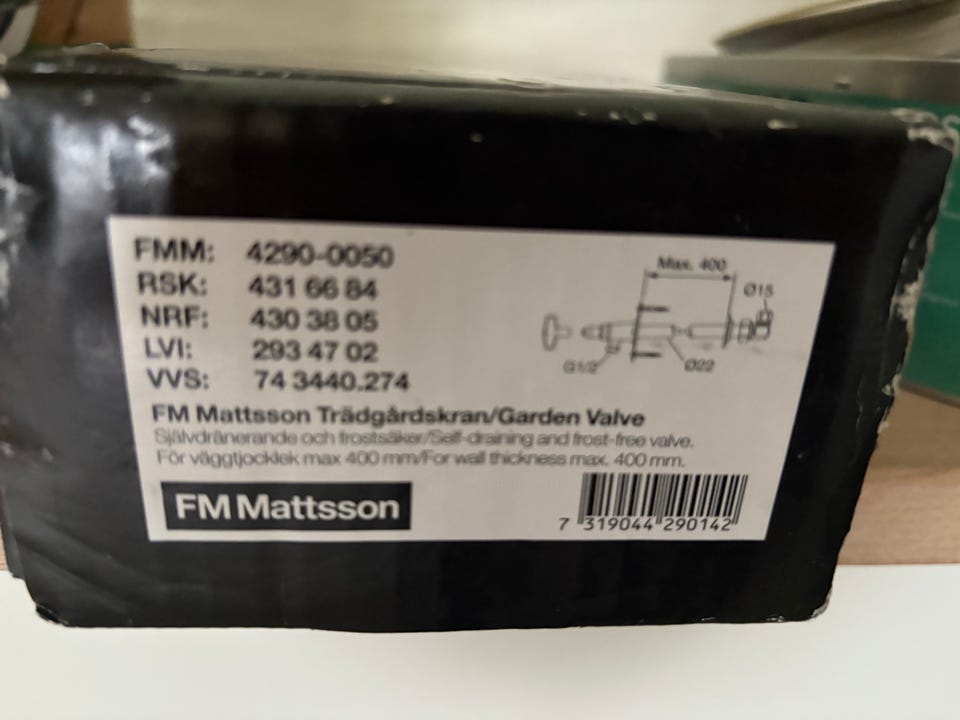 FMM: 4290-0050
RSK: 431 66 84
NRF: 430 38 05
LVI: 293 47 02
VVS: 74 3440.274
Max. 400
Ø15
G1/2
Ø22
FM Mattsson Trädgårdskran/Garden Valve
Självdränerande och frostsäker/Self-draining and frost-free valve.
För väggtjocklek max 400 mm/For wall thickness max. 400 mm.
FM Mattsson
7 319044 290142